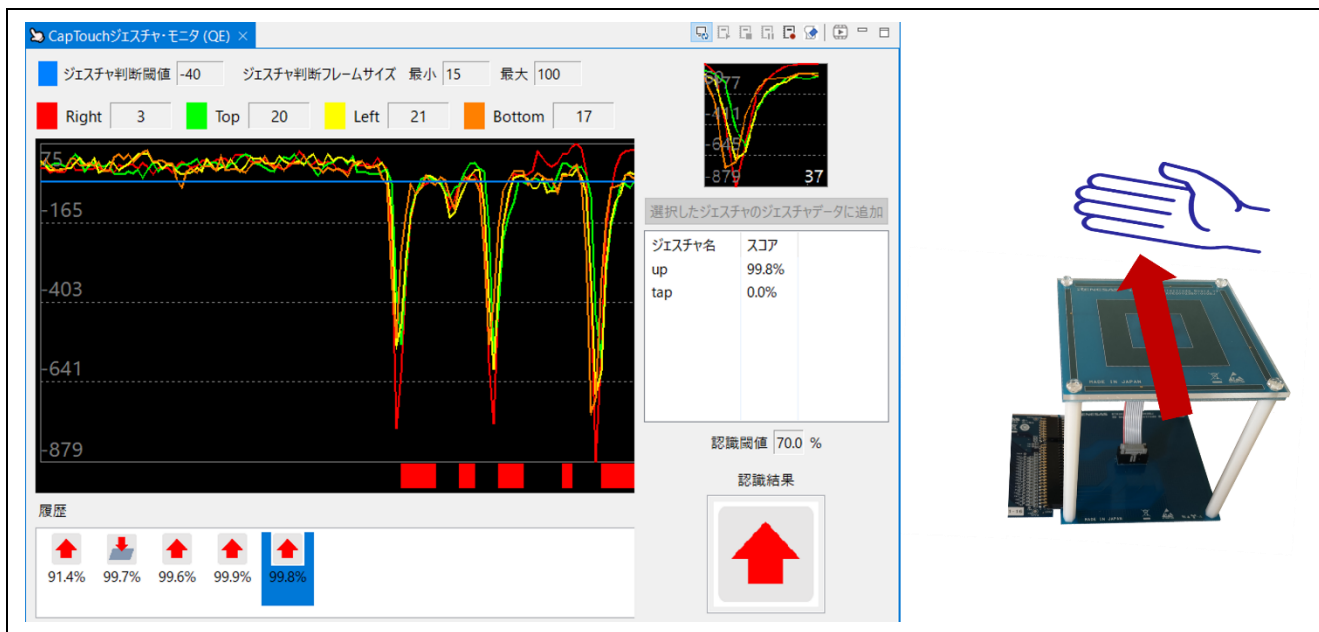 CapTouchジェスチャ・モニタ (QE)
ジェスチャ判断閾値 -40 ジェスチャ判断フレームサイズ 最小 15 最大 100
Right 3 Top 20 Left 21 Bottom 17
75
-165
-403
-641
-879
-411
-879 37
選択したジェスチャのジェスチャデータに追加
ジェスチャ名 スコア
up 99.8%
tap 0.0%
認識閾値 70.0 %
認識結果
履歴
91.4% 99.7% 99.6% 99.9% 99.8%
MADE IN JAPAN
MADE IN JAPAN